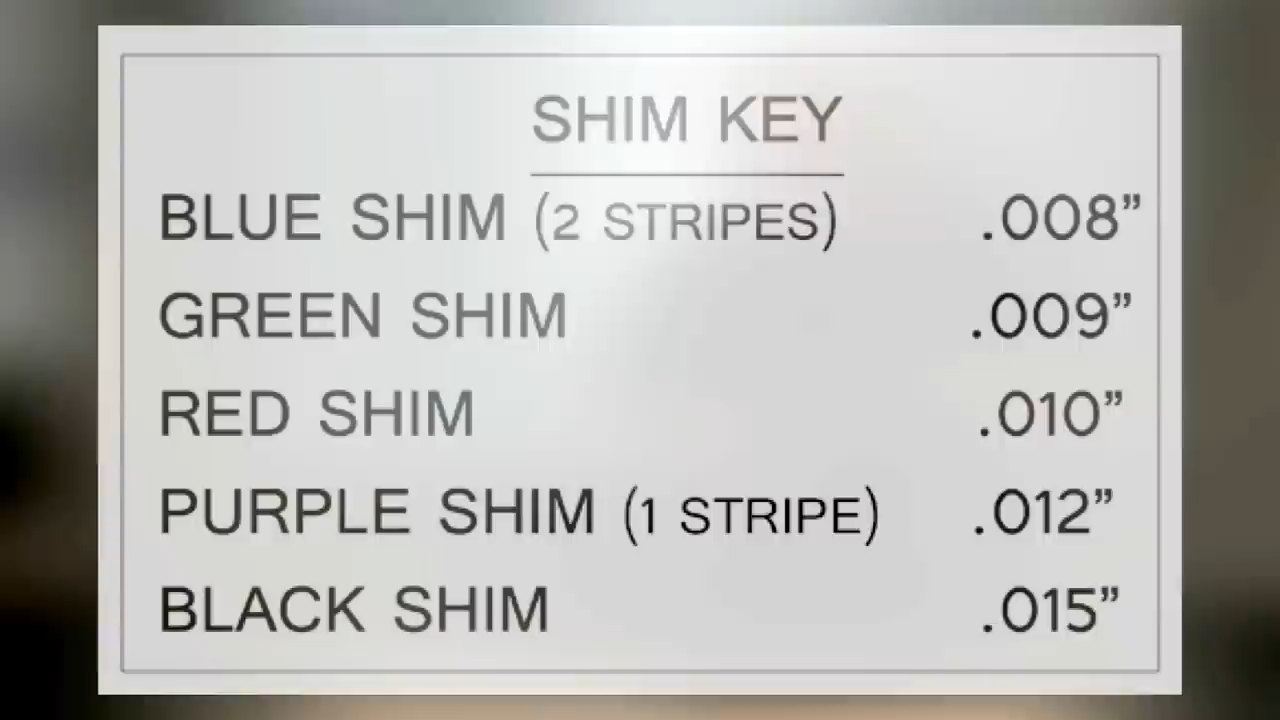 SHIM KEY
BLUE SHIM (2 STRIPES) .008”
GREEN SHIM .009”
RED SHIM .010”
PURPLE SHIM (1 STRIPE) .012”
BLACK SHIM .015”